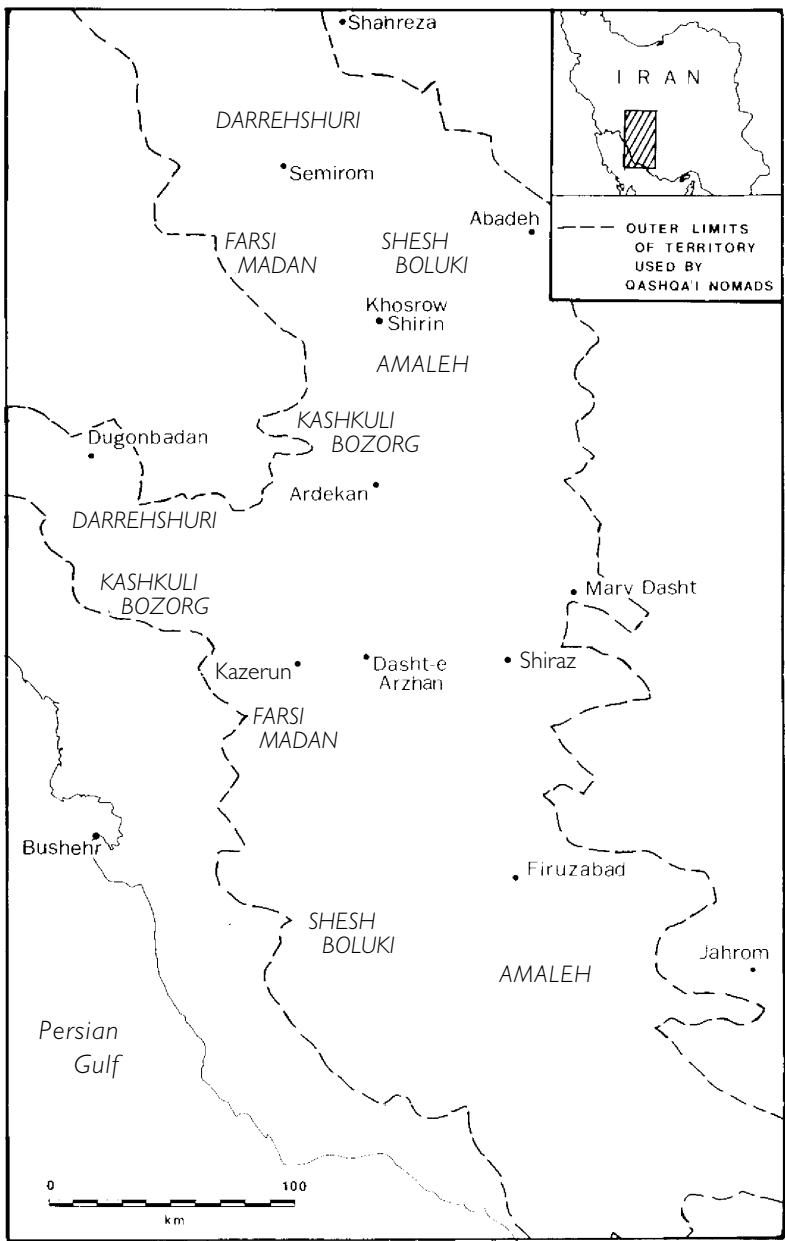 Shahreza
I R A N
DARREHSHURI
Semirom
Abadeh
OUTER LIMITS
OF TERRITORY
USED BY
QASHQA'I NOMADS
FARSI
MADAN
SHESH
BOLUKI
Khosrow
Shirin
AMALEH
KASHKULI
BOZORG
Dugonbadan
Ardekan
DARREHSHURI
KASHKULI
BOZORG
Marv Dasht
Kazerun
Dasht-e
Arzhan
Shiraz
FARSI
MADAN
Bushehr
Firuzabad
SHESH
BOLUKI
AMALEH
Jahrom
Persian
Gulf
0 100
km